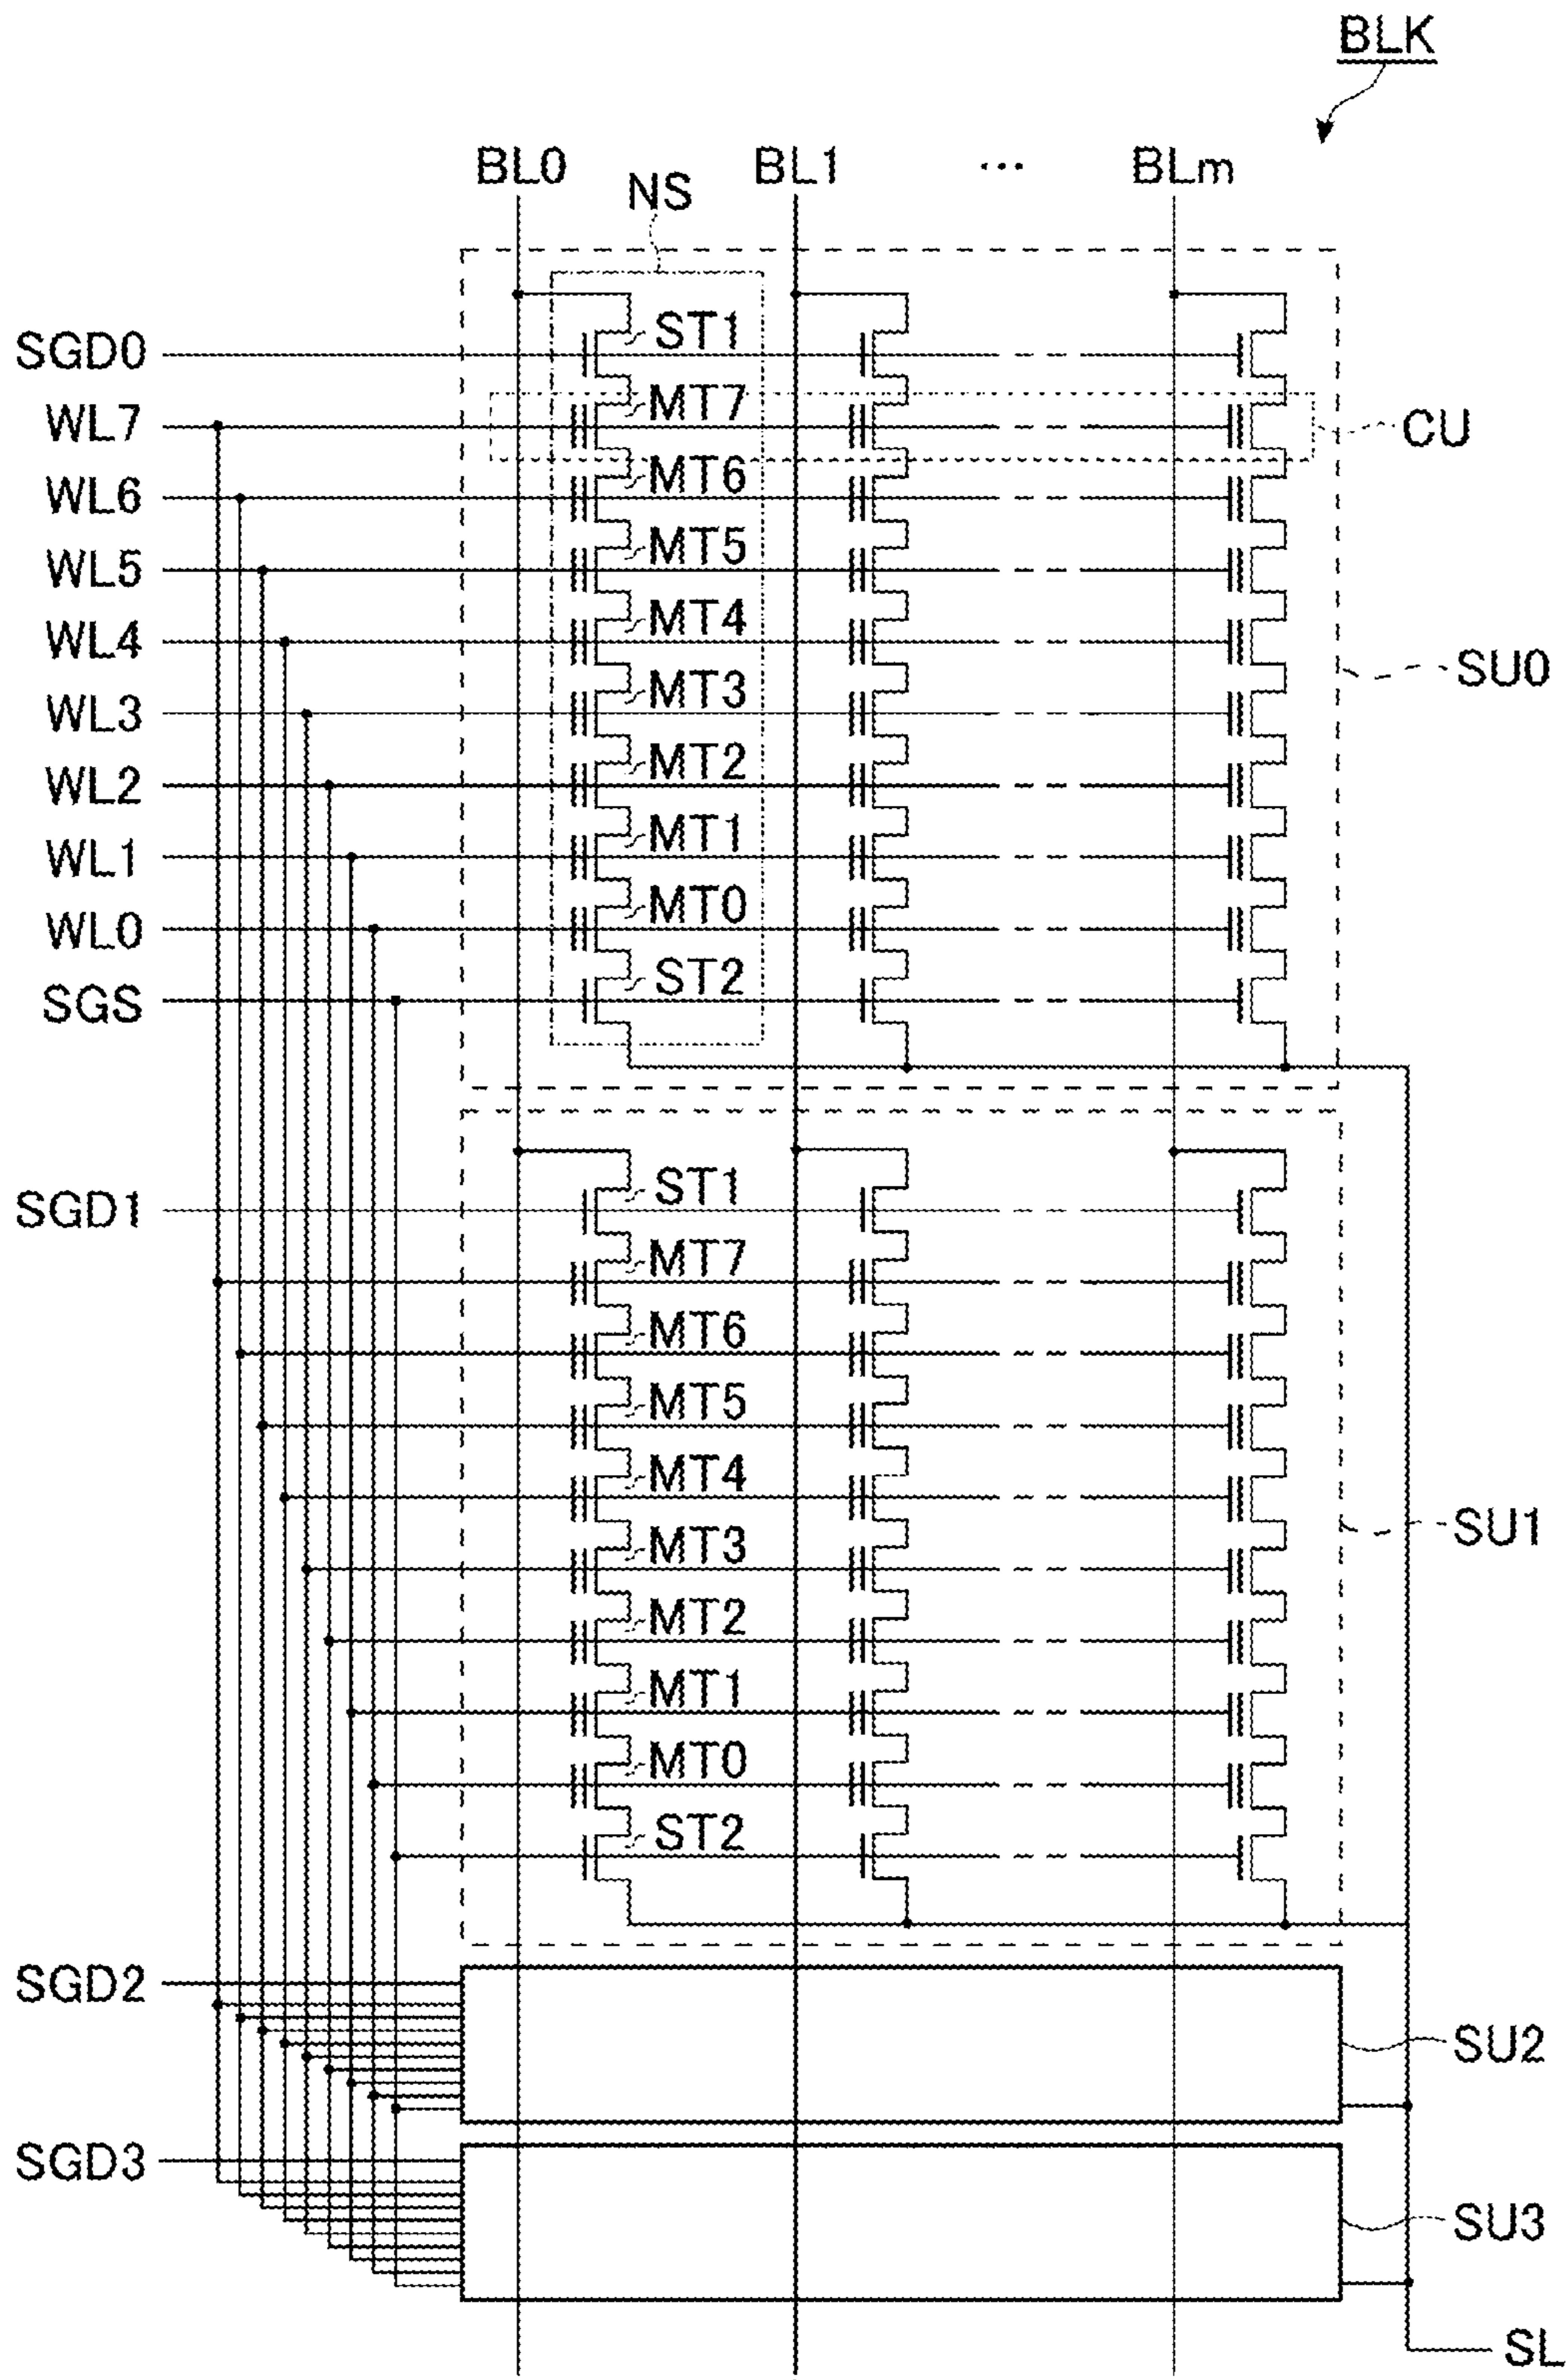 BLK
BL0 BL1 ... BLm
NS
SGD0 ST1
WL7 MT7 CU
WL6 MT6
WL5 MT5
WL4 MT4
SU0
WL3 MT3
WL2 MT2
WL1 MT1
WL0 MT0
SGS ST2
SGD1 ST1
MT7
MT6
MT5
MT4
SU1
MT3
MT2
MT1
MT0
ST2
SGD2
SU2
SGD3
SU3
SL